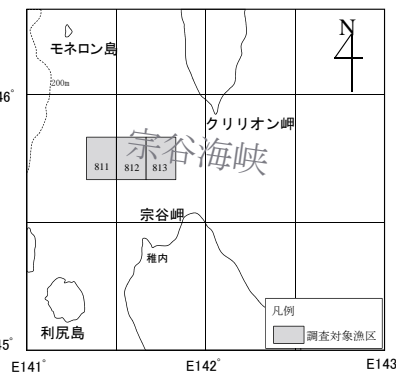 モネロン島
N
200m
46°
クリリオン岬
宗谷海峡
811
812
813
宗谷岬
稚内
凡例
調査対象漁区
利尻島
45°
E141°
E142°
E143